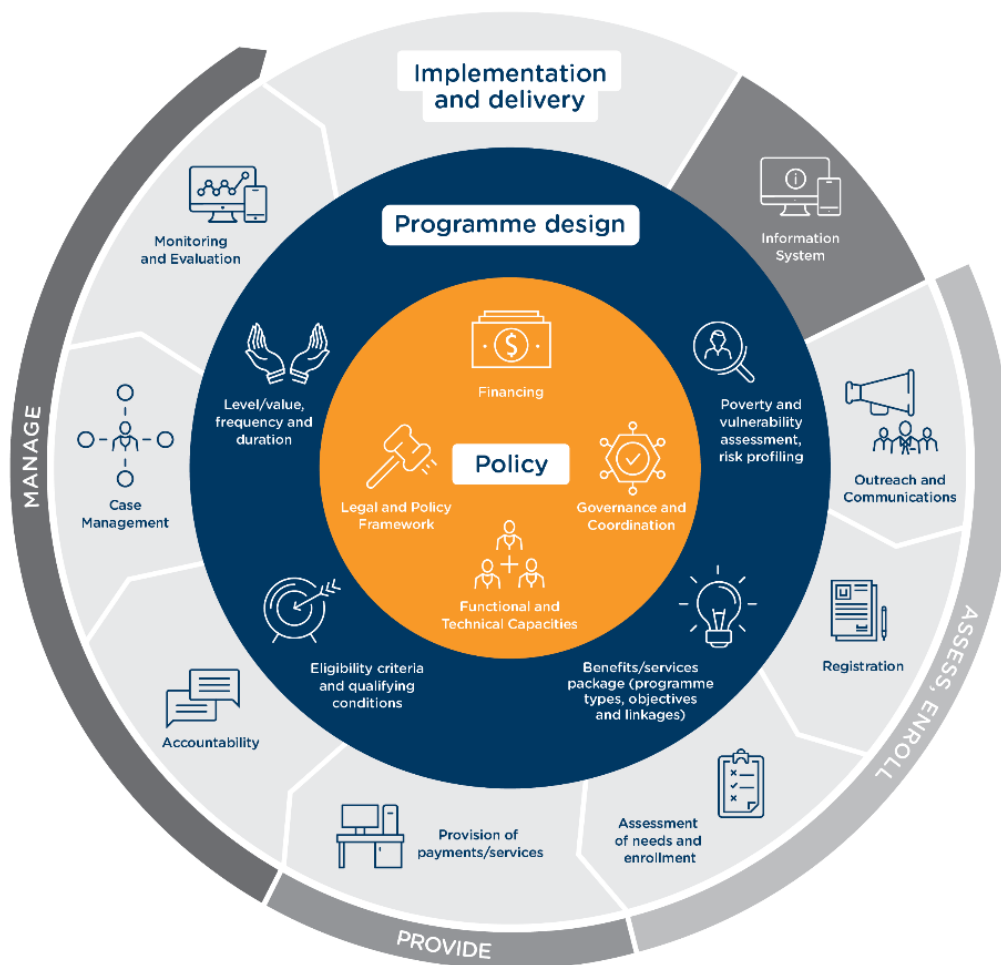 Implementation
and delivery
Information
System
Outreach and
Communications
Registration
Assessment
of needs and
enrollment
Provision of
payments/services
Accountability
Case
Management
Monitoring
and Evaluation
Programme design
Poverty and
vulnerability
assessment,
risk profiling
Benefits/services
package (programme
types, objectives
and linkages)
Eligibility criteria
and qualifying
conditions
Level/value,
frequency and
duration
Policy
Financing
$
Governance and
Coordination
Functional and
Technical Capacities
Legal and Policy
Framework
ASSESS, ENROLL
PROVIDE
MANAGE